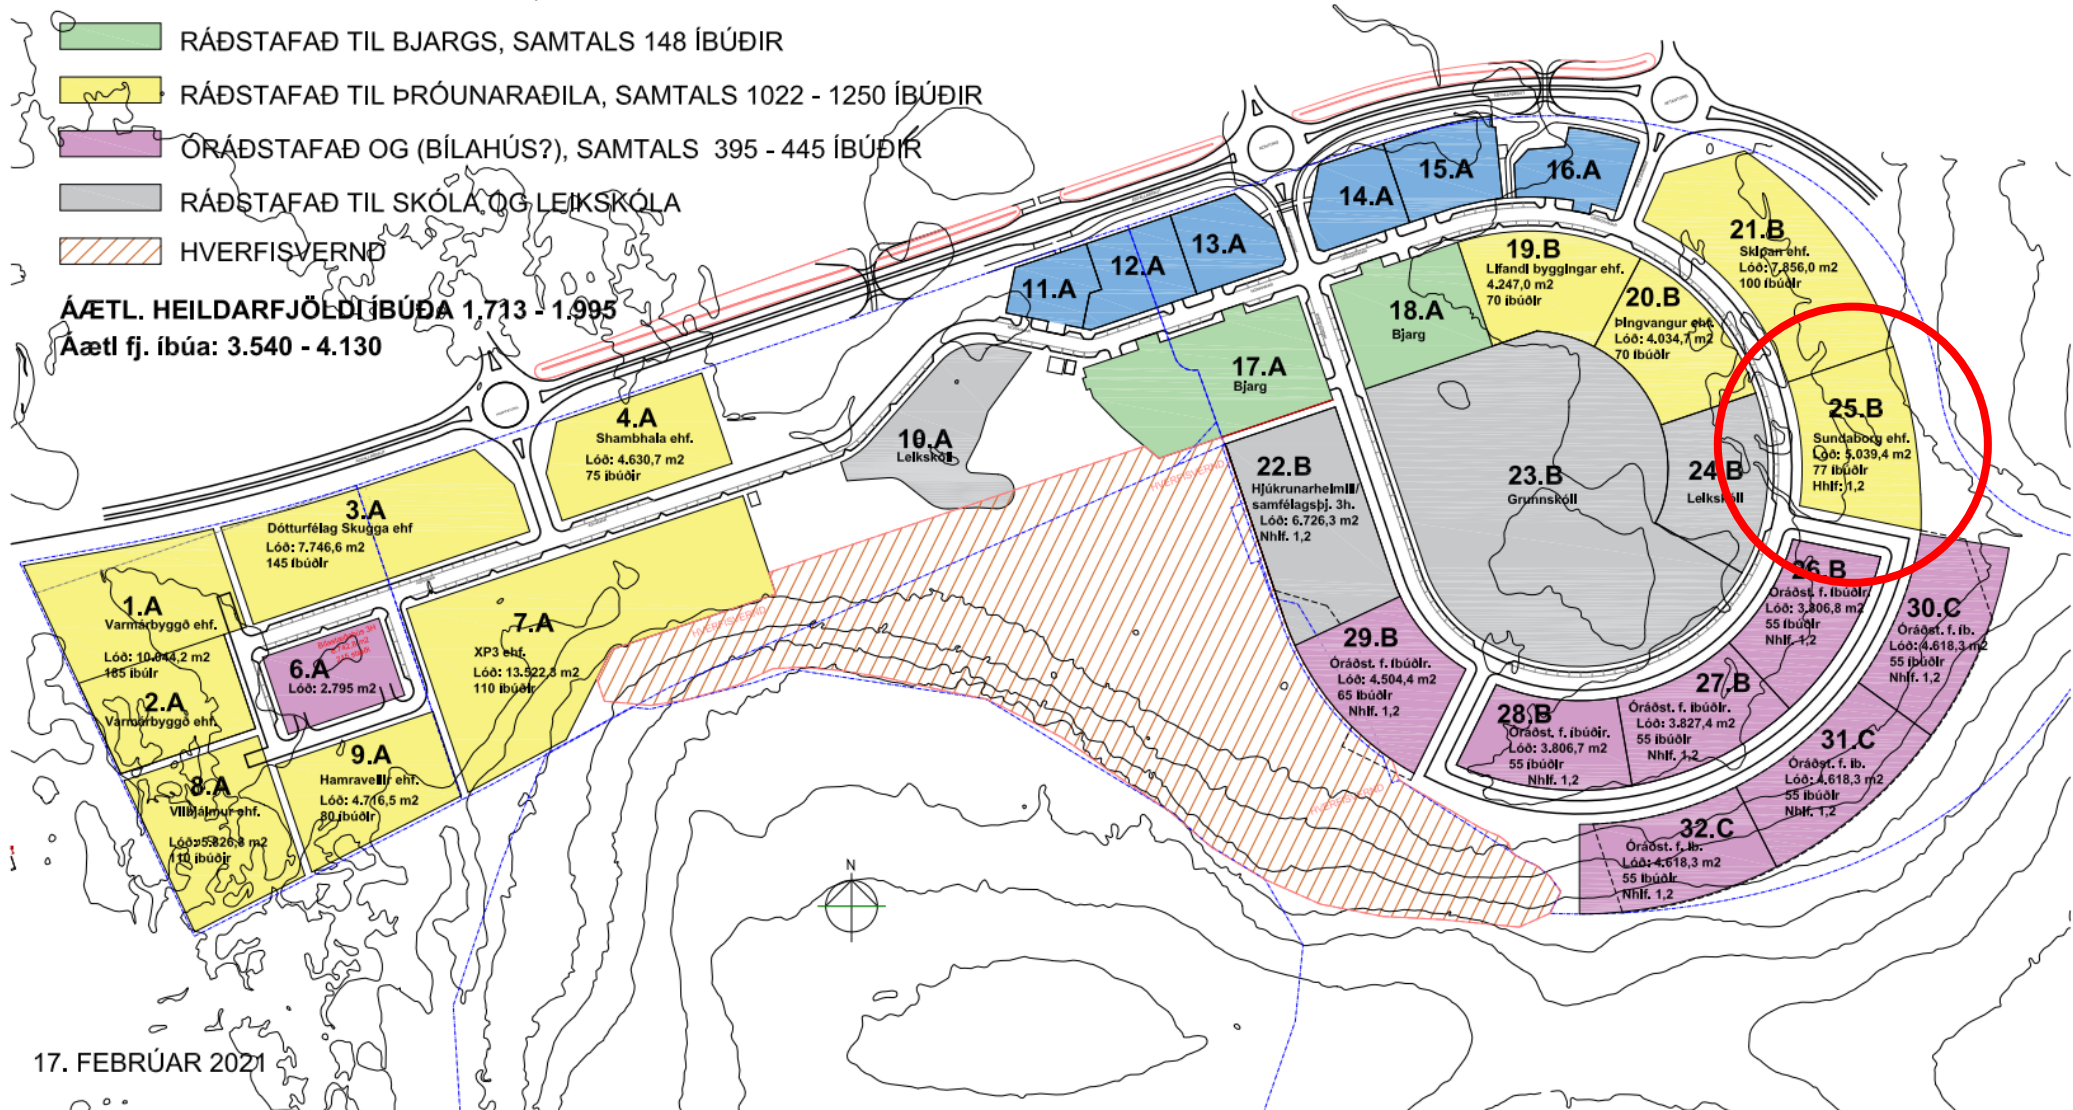 RÁÐSTAFAÐ TIL BJARGS, SAMTALS 148 ÍBÚÐIR
RÁÐSTAFAÐ TIL ÞRÓUNARAÐILA, SAMTALS 1022 - 1250 ÍBÚÐIR
ÓRÁÐSTAFAÐ OG (BÍLAHÚS?), SAMTALS 395 - 445 ÍBÚÐIR
RÁÐSTAFAÐ TIL SKÓLA OG LEIKSKÓLA
HVERFISVERND
ÁÆTL. HEILDARFJÖLDI ÍBÚÐA 1.713 - 1.995
Áætl fj. íbúa: 3.540 - 4.130
11.A
12.A
13.A
14.A
15.A
16.A
21.B
Skipan ehf.
Lóð: 7.856,0 m2
100 íbúðir
19.B
Lifandi byggingar ehf.
4.247,0 m2
70 íbúðir
20.B
Þingvangur ehf.
Lóð: 4.034,7 m2
70 íbúðir
18.A
Bjarg
17.A
Bjarg
25.B
Sundaborg ehf.
Lóð: 5.039,4 m2
77 íbúðir
Hhlf: 1,2
4.A
Shambhala ehf.
Lóð: 4.630,7 m2
75 íbúðir
10.A
Leikskóli
22.B
Hjúkrunarheimili/
samfélagsþj. 3h.
Lóð: 6.726,3 m2
Nhlf. 1,2
23.B
Grunnskóli
24.B
Leikskóli
3.A
Dótturfélag Skugga ehf
Lóð: 7.746,6 m2
145 íbúðir
1.A
Varmárbyggð ehf.
Lóð: 10.044,2 m2
185 íbúir
2.A
Varmárbyggð ehf.
6.A
Lóð: 2.795 m2
7.A
XP3 ehf.
Lóð: 13.522,3 m2
110 íbúðir
8.A
Vilhjálmur ehf.
Lóð: 5.826,8 m2
110 íbúðir
9.A
Hamravellir ehf.
Lóð: 4.716,5 m2
80 íbúðir
HVERFISVERND
HVERFISVERND
HVERFISVERND
26.B
Óráðst. f. íbúðir.
Lóð: 3.806,8 m2
55 íbúðir
Nhlf. 1,2
30.C
Óráðst. f. íb.
Lóð: 4.618,3 m2
55 íbúðir
Nhlf. 1,2
29.B
Óráðst. f. íbúðir.
Lóð: 4.504,4 m2
65 íbúðir
Nhlf. 1,2
27.B
Óráðst. f. íbúðir.
Lóð: 3.827,4 m2
55 íbúðir
Nhlf. 1,2
28.B
Óráðst. f. íbúðir.
Lóð: 3.806,7 m2
55 íbúðir
Nhlf. 1,2
31.C
Óráðst. f. íb.
Lóð: 4.618,3 m2
55 íbúðir
Nhlf. 1,2
32.C
Óráðst. f. íb.
Lóð: 4.618,3 m2
55 íbúðir
Nhlf. 1,2
N
17. FEBRÚAR 2021